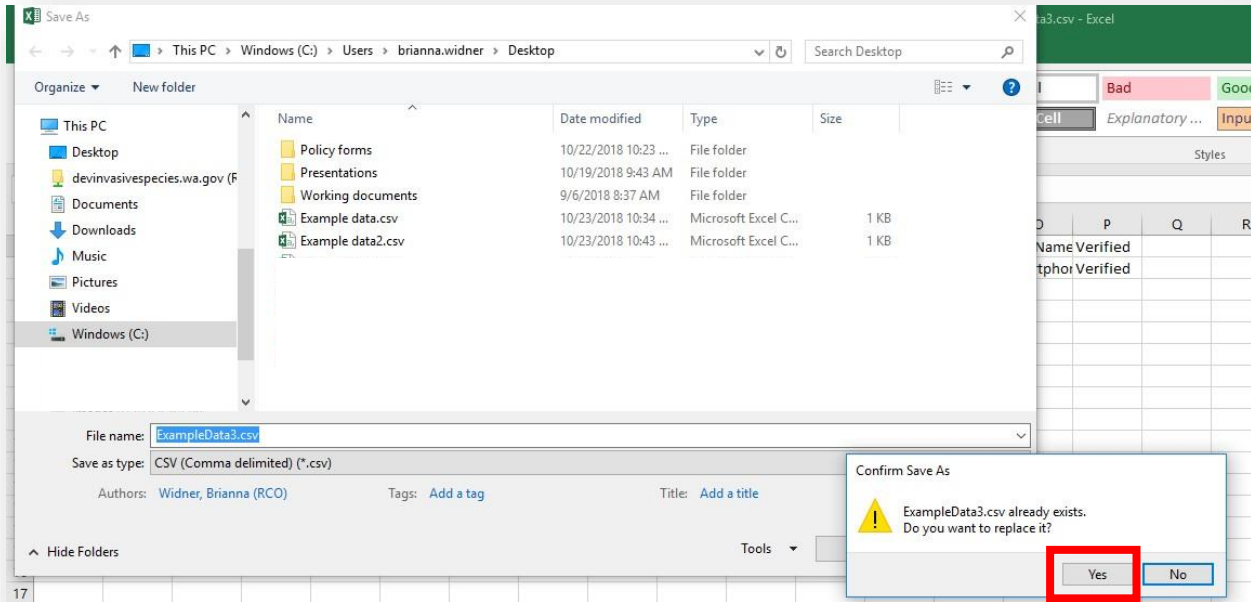 Save As
ta3.csv - Excel
This PC > Windows (C:) > Users > brianna.widner > Desktop
Search Desktop
Organize
New folder
Bad
Good
Cell
Explanatory ...
Inpu
Styles
This PC
Desktop
devinvasivespecies.wa.gov (R
Documents
Downloads
Music
Pictures
Videos
Windows (C:)
Name Date modified Type Size
Policy forms 10/22/2018 10:23 ... File folder
Presentations 10/19/2018 9:43 AM File folder
Working documents 9/6/2018 8:37 AM File folder
Example data.csv 10/23/2018 10:34 ... Microsoft Excel C... 1 KB
Example data2.csv 10/23/2018 10:43 ... Microsoft Excel C... 1 KB
P Q R
Name Verified
tphor Verified
File name: ExampleData3.csv
Save as type: CSV (Comma delimited) (*.csv)
Authors: Widner, Brianna (RCO) Tags: Add a tag Title: Add a title
Hide Folders
Tools
Confirm Save As
ExampleData3.csv already exists.
Do you want to replace it?
Yes No
17